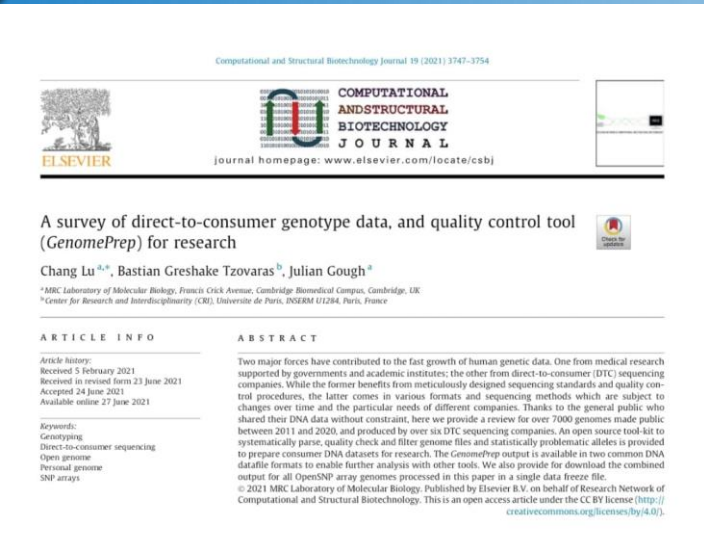 Computational and Structural Biotechnology Journal 19 (2021) 3747–3754
ELSEVIER
COMPUTATIONAL
ANDSTRUCTURAL
BIOTECHNOLOGY
JOURNAL
journal homepage: www.elsevier.com/locate/csbj
A survey of direct-to-consumer genotype data, and quality control tool
(GenomePrep) for research
Check for
updates
Chang Lu a,*, Bastian Greshake Tzovaras b, Julian Gough a
a MRC Laboratory of Molecular Biology, Francis Crick Avenue, Cambridge Biomedical Campus, Cambridge, UK
b Center for Research and Interdisciplinarity (CRI), Universite de Paris, INSERM U1284, Paris, France
ARTICLE INFO
Article history:
Received 5 February 2021
Received in revised form 23 June 2021
Accepted 24 June 2021
Available online 27 June 2021
Keywords:
Genotyping
Direct-to-consumer sequencing
Open genome
Personal genome
SNP arrays
ABSTRACT
Two major forces have contributed to the fast growth of human genetic data. One from medical research
supported by governments and academic institutes; the other from direct-to-consumer (DTC) sequencing
companies. While the former benefits from meticulously designed sequencing standards and quality con-
trol procedures, the latter comes in various formats and sequencing methods which are subject to
changes over time and the particular needs of different companies. Thanks to the general public who
shared their DNA data without constraint, here we provide a review for over 7000 genomes made public
between 2011 and 2020, and produced by over six DTC sequencing companies. An open source tool-kit to
systematically parse, quality check and filter genome files and statistically problematic alleles is provided
to prepare consumer DNA datasets for research. The GenomePrep output is available in two common DNA
datafile formats to enable further analysis with other tools. We also provide for download the combined
output for all OpenSNP array genomes processed in this paper in a single data freeze file.
© 2021 MRC Laboratory of Molecular Biology. Published by Elsevier B.V. on behalf of Research Network of
Computational and Structural Biotechnology. This is an open access article under the CC BY license (http://
creativecommons.org/licenses/by/4.0/).